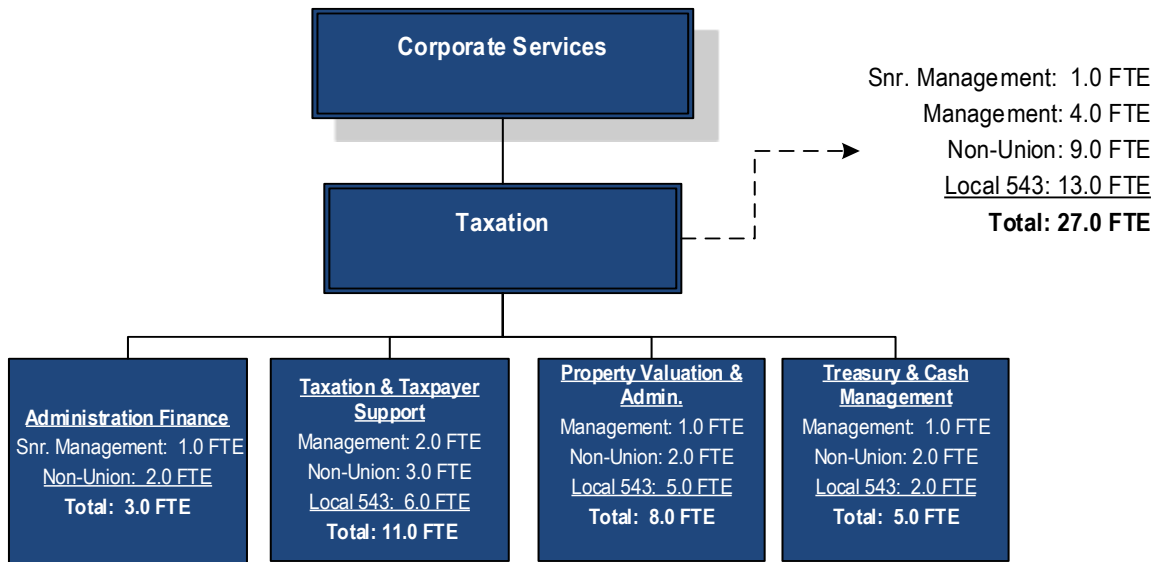 Corporate Services
Snr. Management: 1.0 FTE
Management: 4.0 FTE
Non-Union: 9.0 FTE
Local 543: 13.0 FTE
Total: 27.0 FTE
Taxation
Administration Finance
Snr. Management: 1.0 FTE
Non-Union: 2.0 FTE
Total: 3.0 FTE
Taxation & Taxpayer
Support
Management: 2.0 FTE
Non-Union: 3.0 FTE
Local 543: 6.0 FTE
Total: 11.0 FTE
Property Valuation &
Admin.
Management: 1.0 FTE
Non-Union: 2.0 FTE
Local 543: 5.0 FTE
Total: 8.0 FTE
Treasury & Cash
Management
Management: 1.0 FTE
Non-Union: 2.0 FTE
Local 543: 2.0 FTE
Total: 5.0 FTE